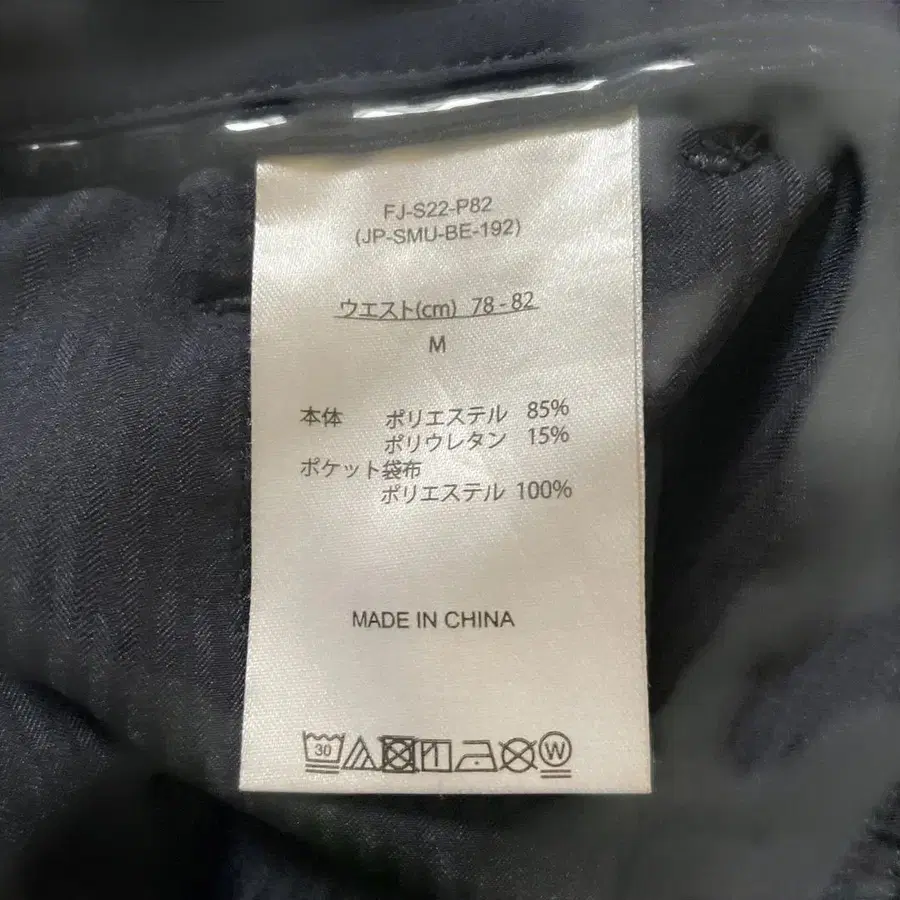 FJ-S22-P82
(JP-SMU-BE-192)
ウエスト(cm) 78 - 82
M
本体 ポリエステル 85%
ポリウレタン 15%
ポケット袋布
ポリエステル 100%
MADE IN CHINA
30 W